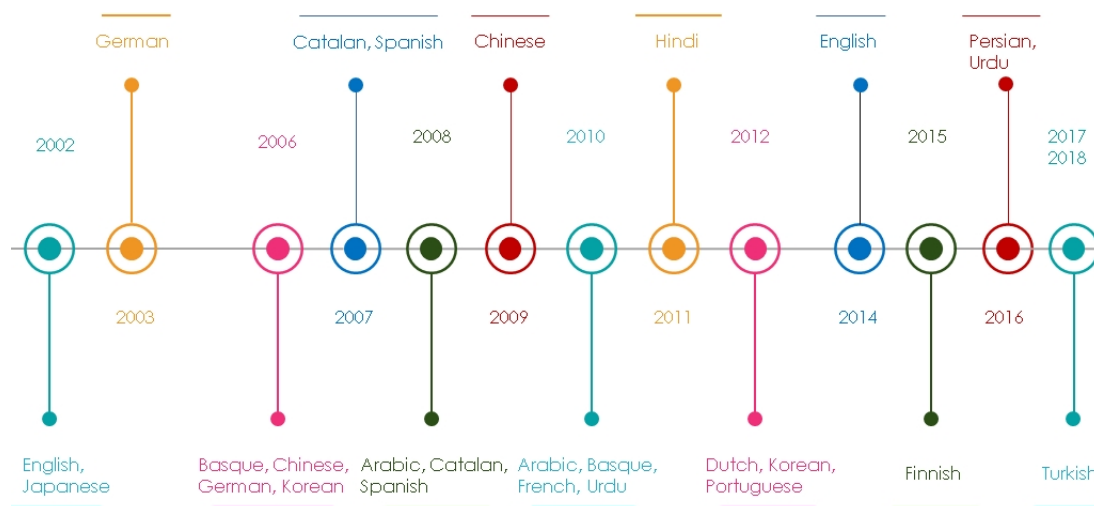 German
Catalan, Spanish
Chinese
Hindi
English
Persian,
Urdu
2002
2006
2008
2010
2012
2015
2017
2018
2003
2007
2009
2011
2014
2016
English,
Japanese
Basque, Chinese,
German, Korean
Arabic, Catalan,
Spanish
Arabic, Basque,
French, Urdu
Dutch, Korean,
Portuguese
Finnish
Turkish